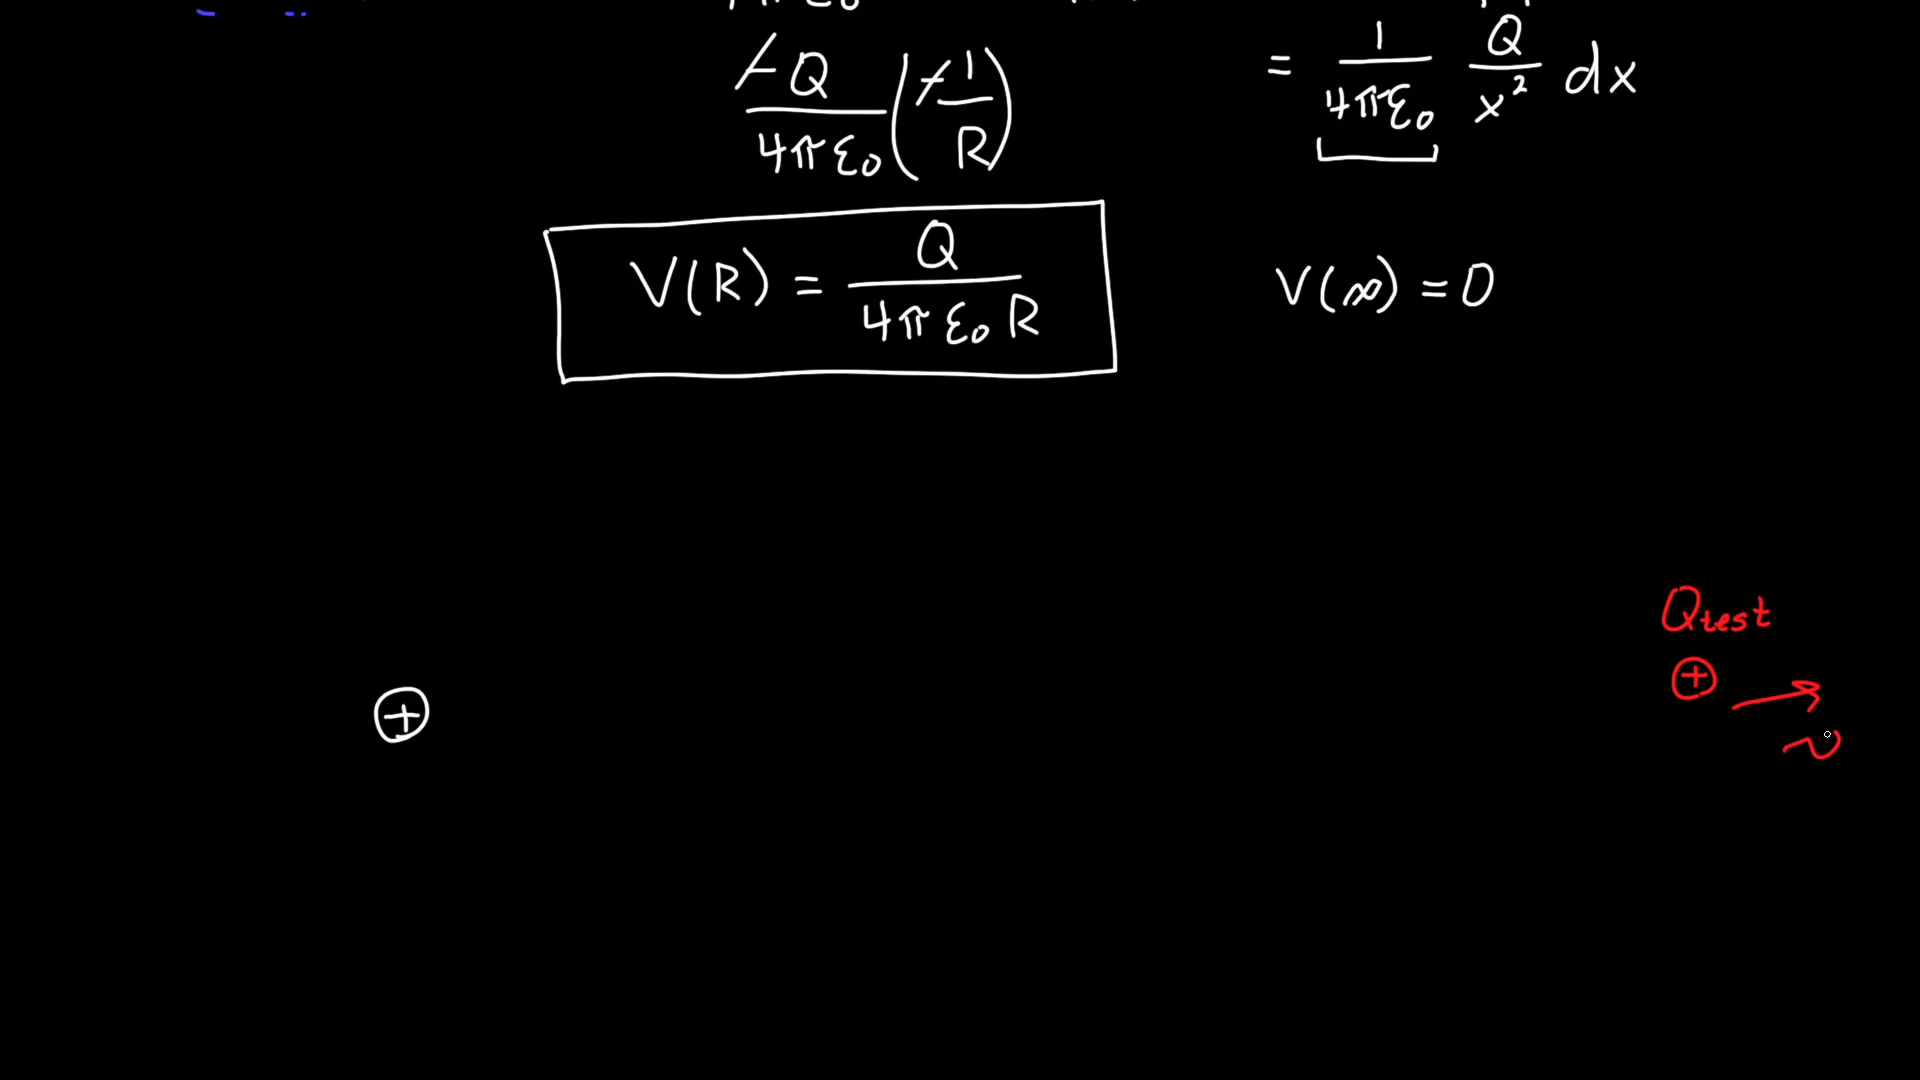 -Q/4πε₀ (-1/R)
= 1/4πε₀ Q/x² dx
V(R) = Q/4πε₀R
V(∞) = 0
Qtest
+
+